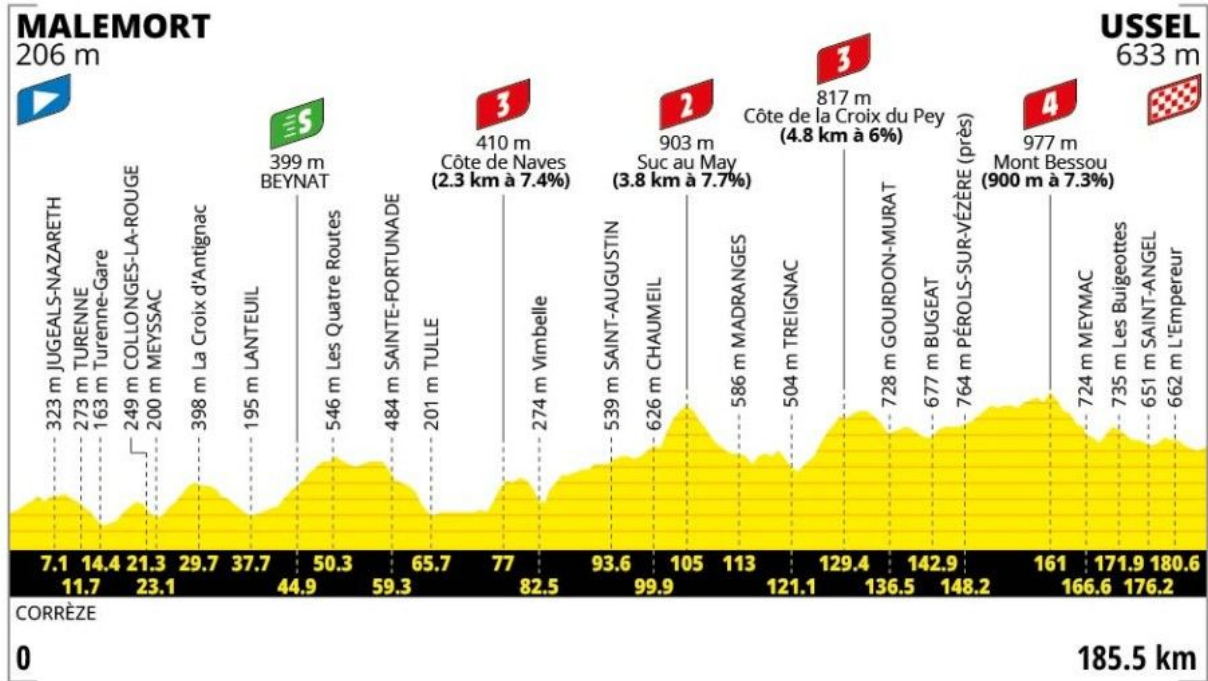 MALEMORT
206 m
USSEL
633 m
S
399 m
BEYNAT
3
410 m
Côte de Naves
(2.3 km à 7.4%)
2
903 m
Suc au May
(3.8 km à 7.7%)
3
817 m
Côte de la Croix du Pey
(4.8 km à 6%)
4
977 m
Mont Bessou
(900 m à 7.3%)
323 m JUGEALS-NAZARETH
273 m TURENNE
163 m Turenne-Gare
249 m COLLONGES-LA-ROUGE
200 m MEYSSAC
398 m La Croix d'Antignac
195 m LANTEUIL
546 m Les Quatre Routes
484 m SAINTE-FORTUNADE
201 m TULLE
274 m Vimbelle
539 m SAINT-AUGUSTIN
626 m CHAUMEIL
586 m MADRANGES
504 m TREIGNAC
728 m GOURDON-MURAT
677 m BUGEAT
764 m PÉROLS-SUR-VÉZÈRE (près)
724 m MEYMAC
735 m Les Buigeottes
651 m SAINT-ANGEL
662 m L'Empereur
7.1 14.4 21.3 29.7 37.7 50.3 65.7 77 93.6 105 113 129.4 142.9 161 171.9 180.6
11.7 23.1 44.9 59.3 82.5 99.9 121.1 136.5 148.2 166.6 176.2
CORRÈZE
0
185.5 km